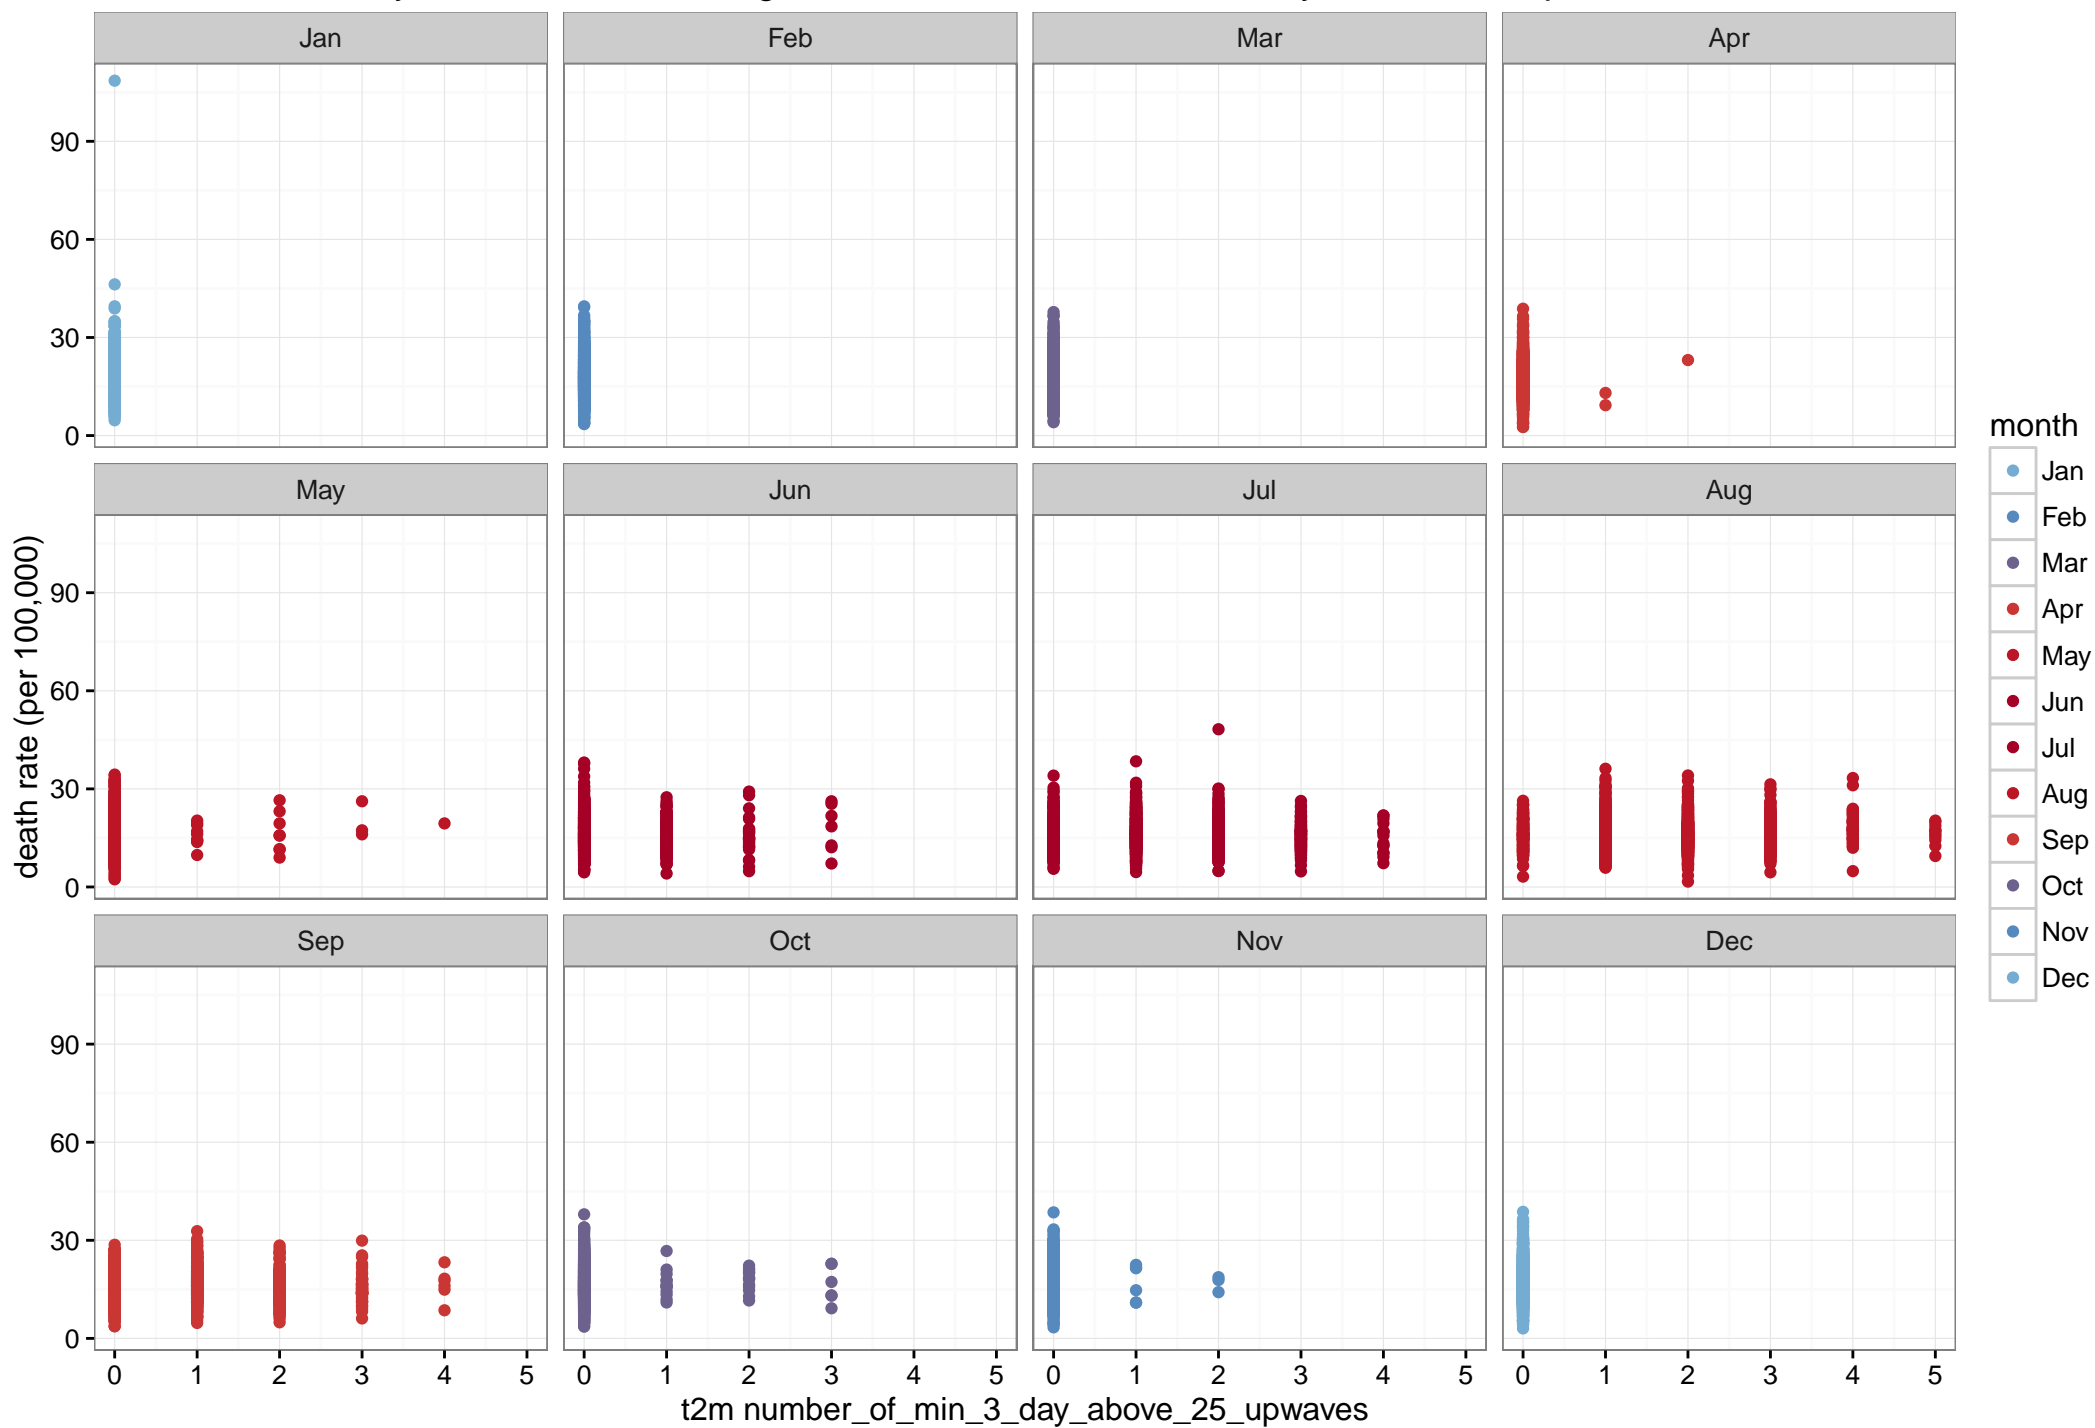 Jan Feb Mar Apr
90
60
30
0
May Jun Jul Aug
90
60
30
0
Sep Oct Nov Dec
90
60
30
0
0 1 2 3 4 5 0 1 2 3 4 5 0 1 2 3 4 5 0 1 2 3 4 5
t2m number_of_min_3_day_above_25_upwaves
death rate (per 100,000)
month
Jan
Feb
Mar
Apr
May
Jun
Jul
Aug
Sep
Oct
Nov
Dec